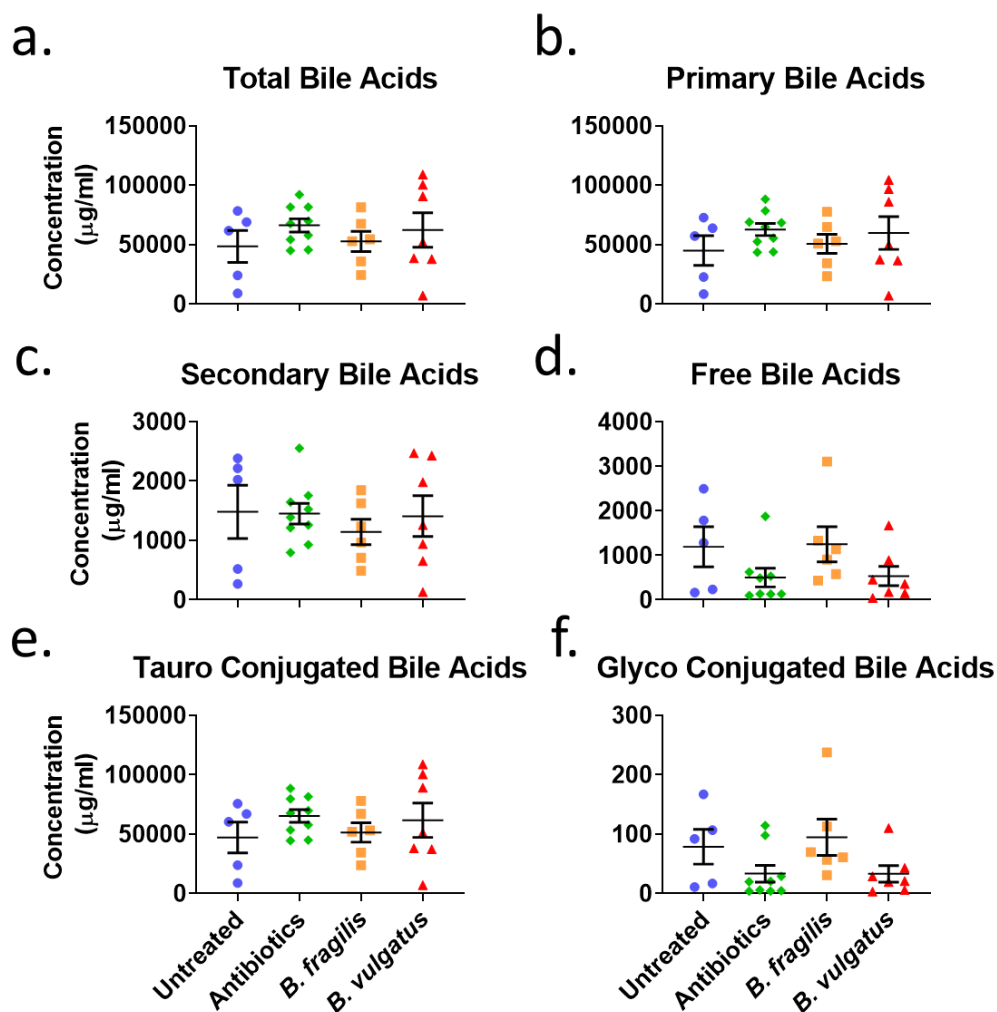 a.
Total Bile Acids
Concentration
(μg/ml)
150000
100000
50000
0
b.
Primary Bile Acids
150000
100000
50000
0
c.
Secondary Bile Acids
Concentration
(μg/ml)
3000
2000
1000
0
d.
Free Bile Acids
4000
3000
2000
1000
0
e.
Tauro Conjugated Bile Acids
Concentration
(μg/ml)
150000
100000
50000
0
Untreated
Antibiotics
B. fragilis
B. vulgatus
f.
Glyco Conjugated Bile Acids
300
200
100
0
Untreated
Antibiotics
B. fragilis
B. vulgatus